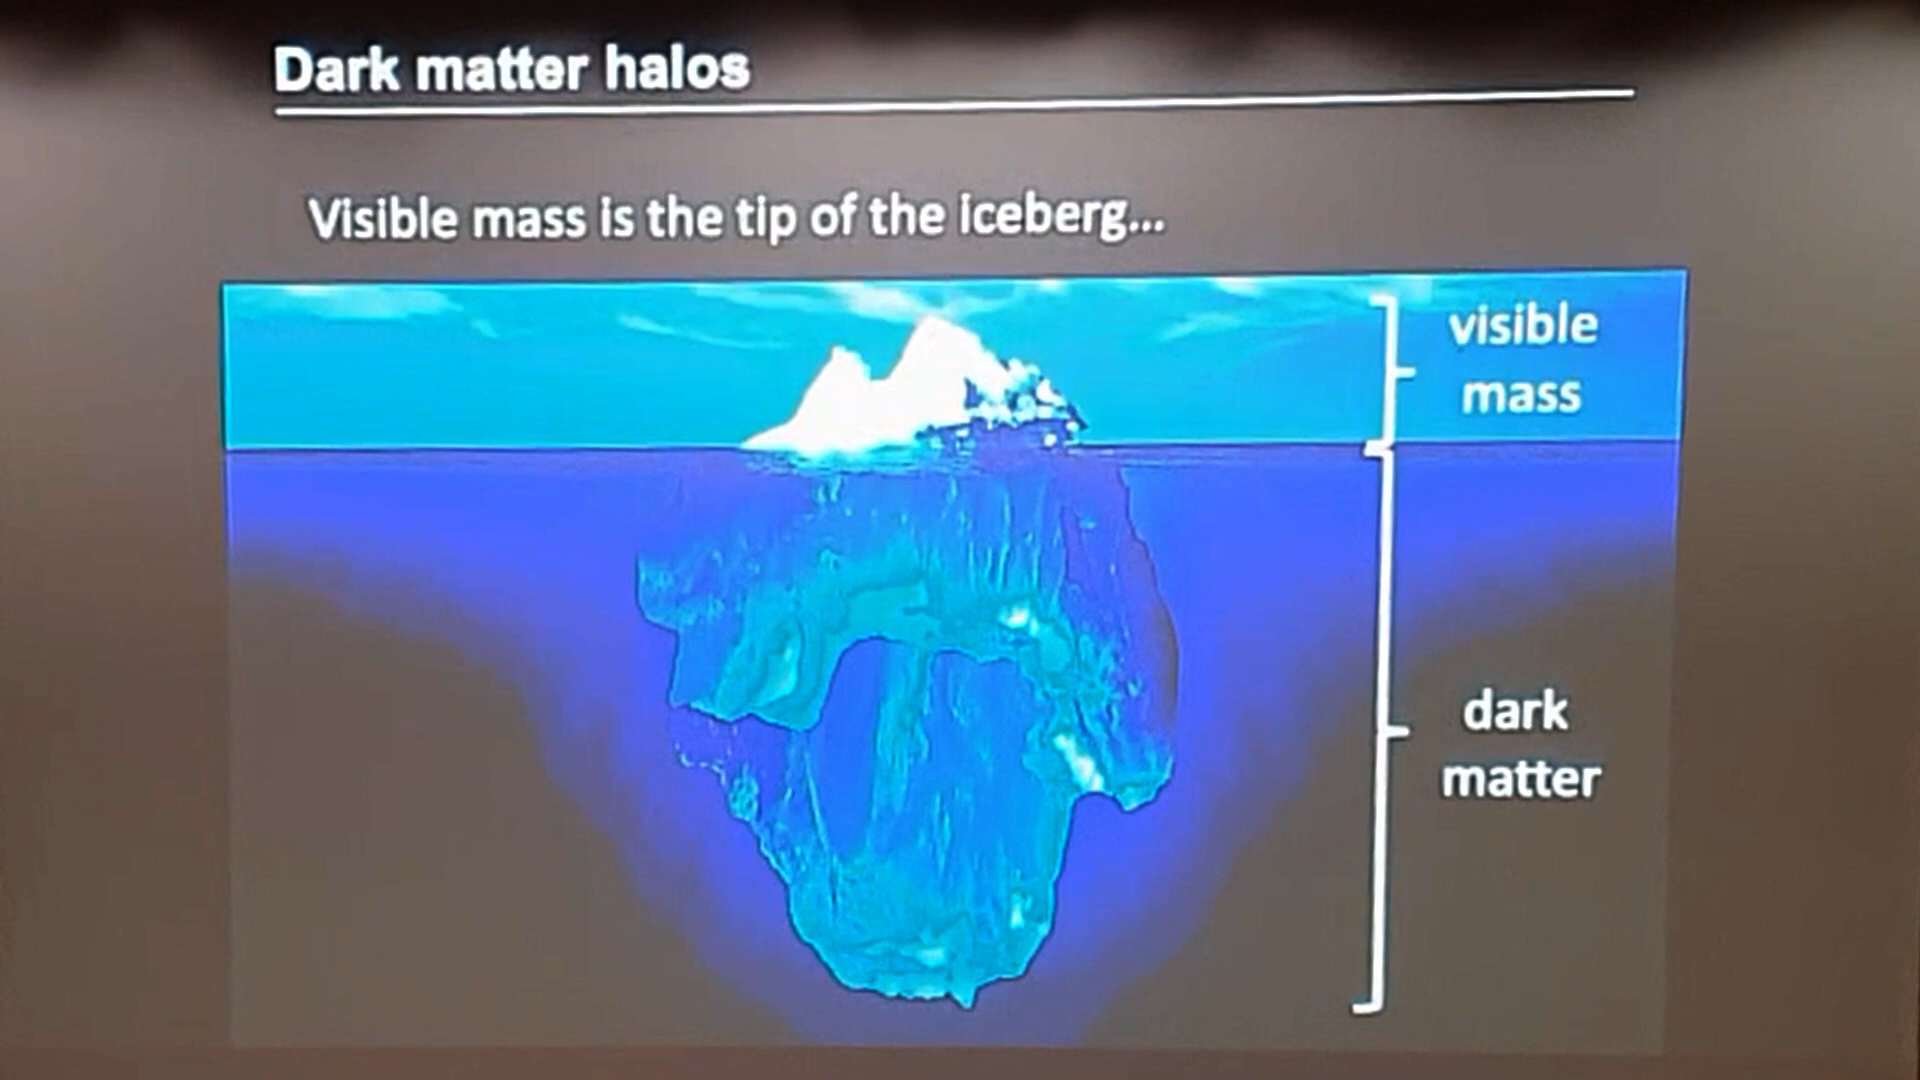 Dark matter halos
Visible mass is the tip of the iceberg...
visible
mass
dark
matter